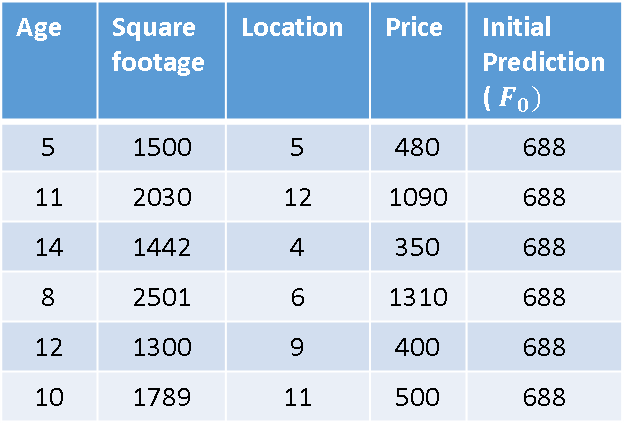 Age Square footage Location Price Initial Prediction ( F₀)
5 1500 5 480 688
11 2030 12 1090 688
14 1442 4 350 688
8 2501 6 1310 688
12 1300 9 400 688
10 1789 11 500 688